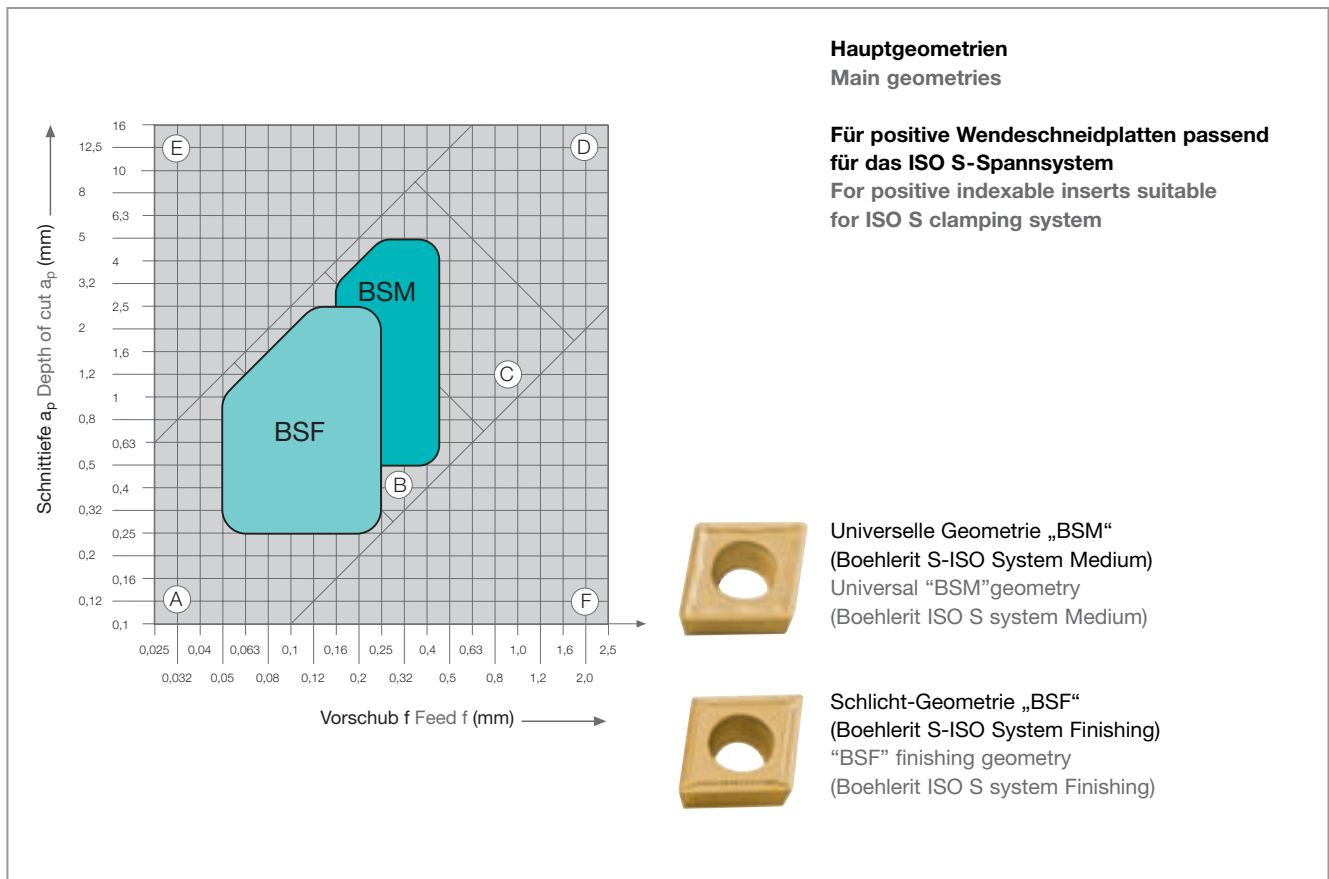 Hauptgeometrien
Main geometries
Für positive Wendeschneidplatten passend
für das ISO S-Spannsystem
For positive indexable inserts suitable
for ISO S clamping system
Schnittiefe aₚ Depth of cut aₚ (mm)
16
12,5
10
8
6,3
5
4
3,2
2,5
2
1,6
1,2
1
0,8
0,63
0,5
0,4
0,32
0,25
0,2
0,16
0,12
0,1
E
D
BSM
C
BSF
B
A
F
0,025 0,04 0,063 0,1 0,16 0,25 0,4 0,63 1,0 1,6 2,5
0,032 0,05 0,08 0,12 0,2 0,32 0,5 0,8 1,2 2,0
Vorschub f Feed f (mm)
Universelle Geometrie „BSM“
(Boehlerit S-ISO System Medium)
Universal “BSM”geometry
(Boehlerit ISO S system Medium)
Schlicht-Geometrie „BSF“
(Boehlerit S-ISO System Finishing)
“BSF” finishing geometry
(Boehlerit ISO S system Finishing)